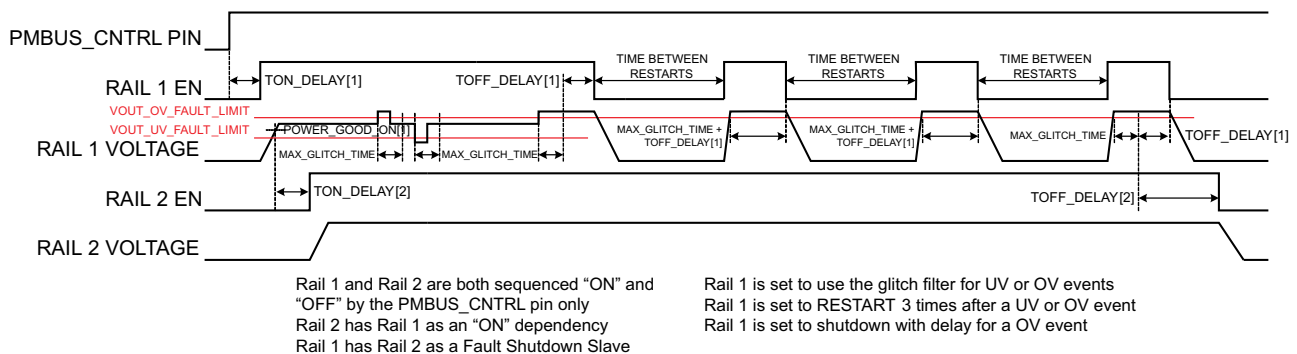 PMBUS_CNTRL PIN
RAIL 1 EN
TON_DELAY[1]
TOFF_DELAY[1]
TIME BETWEEN
RESTARTS
TIME BETWEEN
RESTARTS
TIME BETWEEN
RESTARTS
VOUT_OV_FAULT_LIMIT
VOUT_UV_FAULT_LIMIT
POWER_GOOD_ON[1]
RAIL 1 VOLTAGE
MAX_GLITCH_TIME
MAX_GLITCH_TIME
MAX_GLITCH_TIME +
TOFF_DELAY[1]
MAX_GLITCH_TIME +
TOFF_DELAY[1]
MAX_GLITCH_TIME
TOFF_DELAY[1]
RAIL 2 EN
TON_DELAY[2]
TOFF_DELAY[2]
RAIL 2 VOLTAGE
Rail 1 and Rail 2 are both sequenced “ON” and
“OFF” by the PMBUS_CNTRL pin only
Rail 2 has Rail 1 as an “ON” dependency
Rail 1 has Rail 2 as a Fault Shutdown Slave
Rail 1 is set to use the glitch filter for UV or OV events
Rail 1 is set to RESTART 3 times after a UV or OV event
Rail 1 is set to shutdown with delay for a OV event